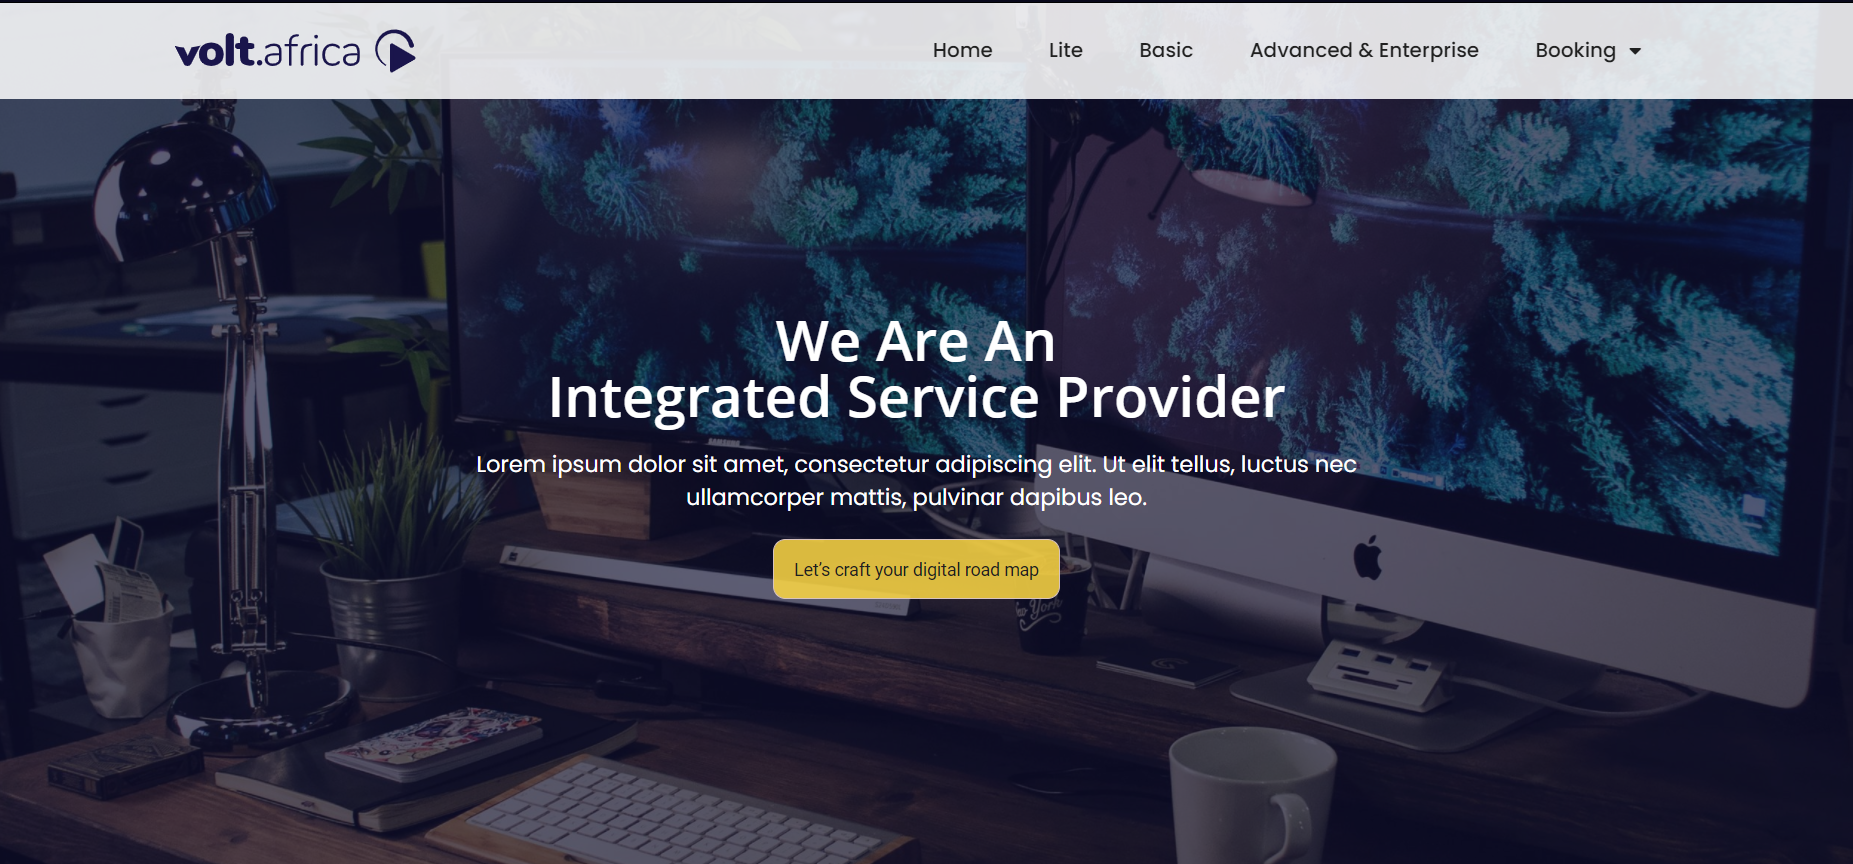 volt.africa
Home Lite Basic Advanced & Enterprise Booking
We Are An
Integrated Service Provider
SAMSUNG
Lorem ipsum dolor sit amet, consectetur adipiscing elit. Ut elit tellus, luctus nec
ullamcorper mattis, pulvinar dapibus leo.
Let's craft your digital road map
York